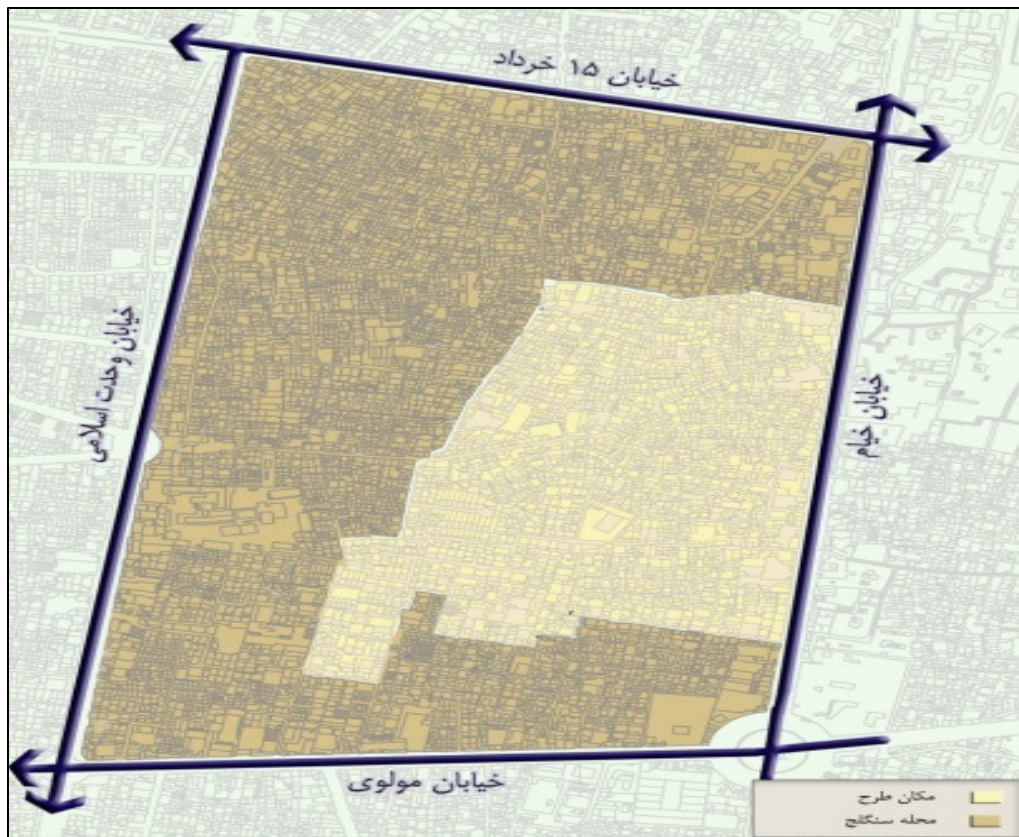 خیابان ۱۵ خرداد
خیابان وحدت اسلامی
خیابان خیام
خیابان مولوی
مکان طرح
محله سنگلج